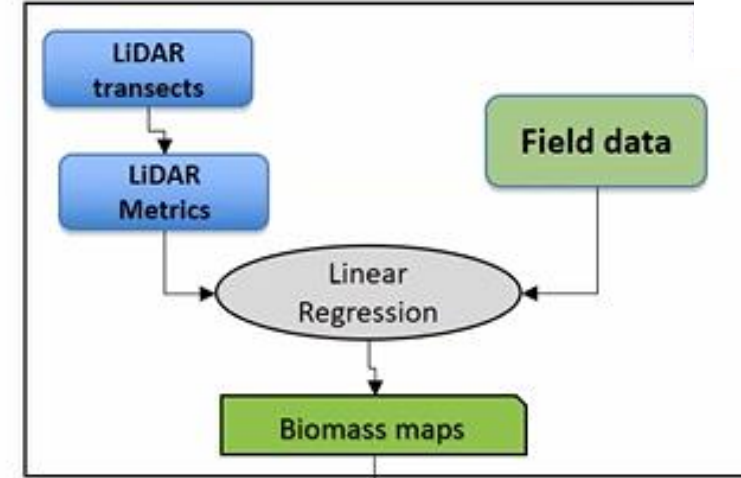 LiDAR
transects
Field data
LiDAR
Metrics
Linear
Regression
Biomass maps